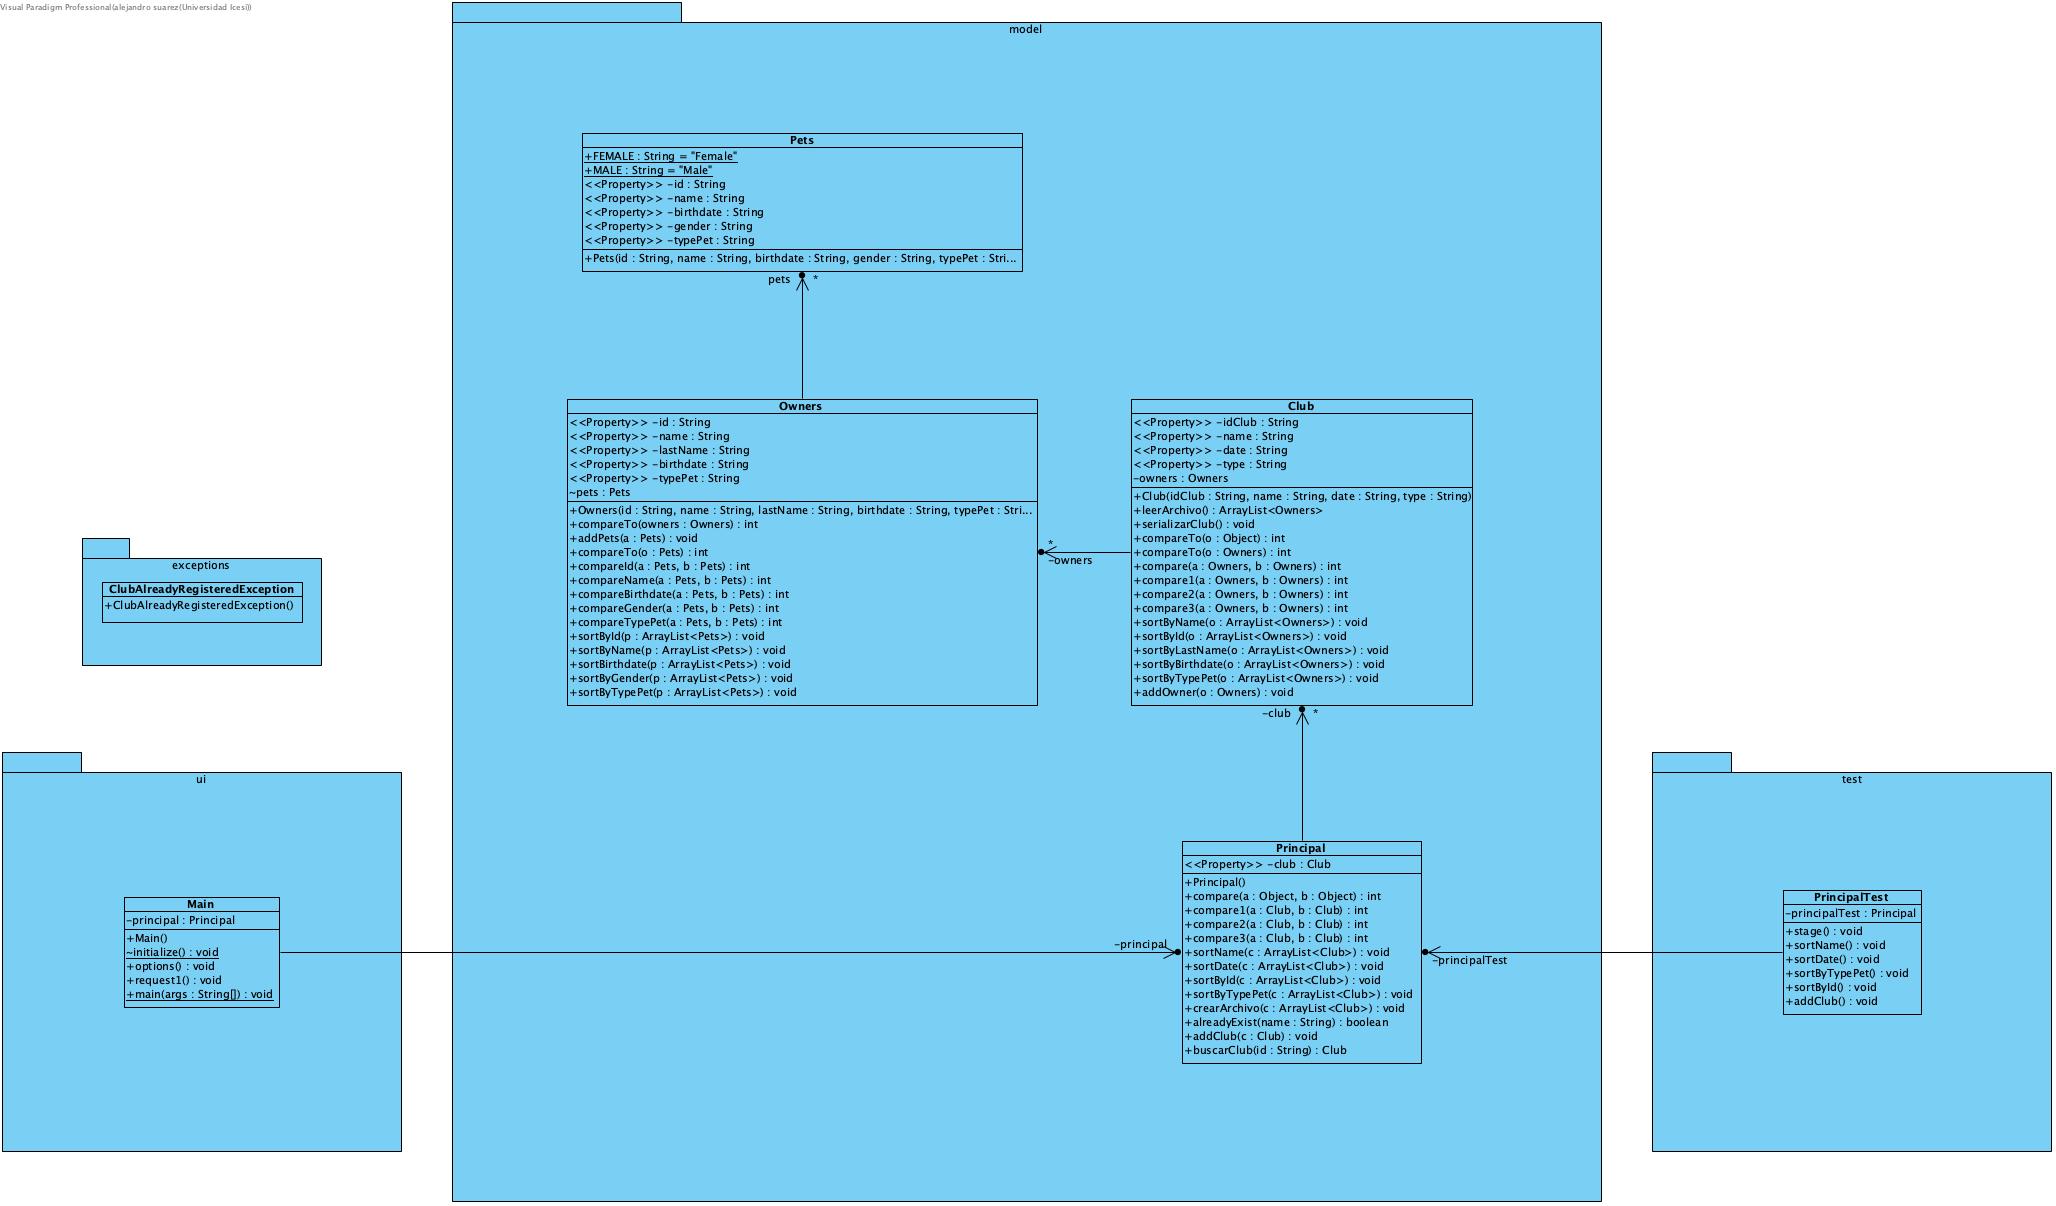 Visual Paradigm Professional(alejandro suarez(Universidad Icesi))
model
Pets
+FEMALE : String = "Female"
+MALE : String = "Male"
<<Property>> -id : String
<<Property>> -name : String
<<Property>> -birthdate : String
<<Property>> -gender : String
<<Property>> -typePet : String
+Pets(id : String, name : String, birthdate : String, gender : String, typePet : Stri...
pets
*
Owners
<<Property>> -id : String
<<Property>> -name : String
<<Property>> -lastName : String
<<Property>> -birthdate : String
<<Property>> -typePet : String
~pets : Pets
+Owners(id : String, name : String, lastName : String, birthdate : String, typePet : Stri...
+compareTo(owners : Owners) : int
+addPets(a : Pets) : void
+compareTo(o : Pets) : int
+compareId(a : Pets, b : Pets) : int
+compareName(a : Pets, b : Pets) : int
+compareBirthdate(a : Pets, b : Pets) : int
+compareGender(a : Pets, b : Pets) : int
+compareTypePet(a : Pets, b : Pets) : int
+sortById(p : ArrayList<Pets>) : void
+sortByName(p : ArrayList<Pets>) : void
+sortBirthdate(p : ArrayList<Pets>) : void
+sortByGender(p : ArrayList<Pets>) : void
+sortByTypePet(p : ArrayList<Pets>) : void
*
-owners
Club
<<Property>> -idClub : String
<<Property>> -name : String
<<Property>> -date : String
<<Property>> -type : String
-owners : Owners
+Club(idClub : String, name : String, date : String, type : String)
+leerArchivo() : ArrayList<Owners>
+serializarClub() : void
+compareTo(o : Object) : int
+compareTo(o : Owners) : int
+compare(a : Owners, b : Owners) : int
+compare1(a : Owners, b : Owners) : int
+compare2(a : Owners, b : Owners) : int
+compare3(a : Owners, b : Owners) : int
+sortByName(o : ArrayList<Owners>) : void
+sortById(o : ArrayList<Owners>) : void
+sortByLastName(o : ArrayList<Owners>) : void
+sortByBirthdate(o : ArrayList<Owners>) : void
+sortByTypePet(o : ArrayList<Owners>) : void
+addOwner(o : Owners) : void
-club
*
exceptions
ClubAlreadyRegisteredException
+ClubAlreadyRegisteredException()
ui
Main
-principal : Principal
+Main()
~initialize() : void
+options() : void
+request1() : void
+main(args : String[]) : void
-principal
Principal
<<Property>> -club : Club
+Principal()
+compare(a : Object, b : Object) : int
+compare1(a : Club, b : Club) : int
+compare2(a : Club, b : Club) : int
+compare3(a : Club, b : Club) : int
+sortName(c : ArrayList<Club>) : void
+sortDate(c : ArrayList<Club>) : void
+sortById(c : ArrayList<Club>) : void
+sortByTypePet(c : ArrayList<Club>) : void
+crearArchivo(c : ArrayList<Club>) : void
+alreadyExist(name : String) : boolean
+addClub(c : Club) : void
+buscarClub(id : String) : Club
-principalTest
test
PrincipalTest
-principalTest : Principal
+stage() : void
+sortName() : void
+sortDate() : void
+sortByTypePet() : void
+sortById() : void
+addClub() : void